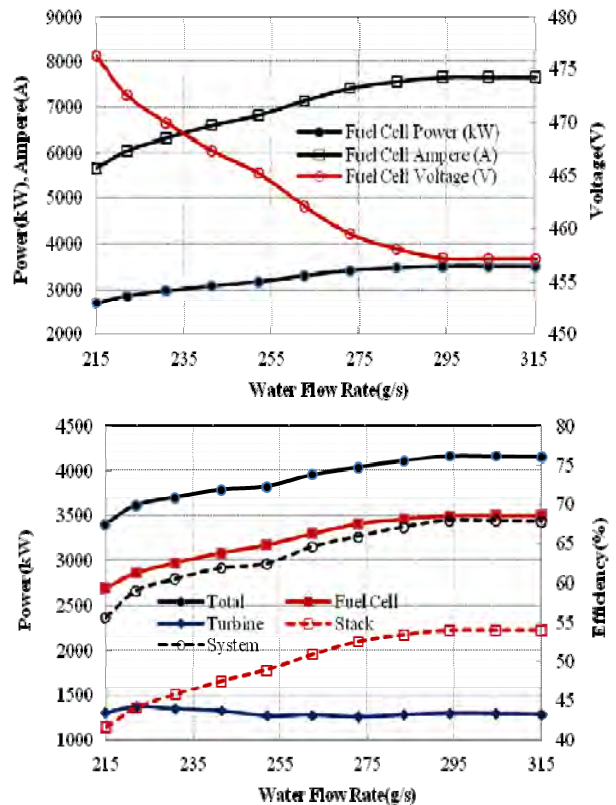 9000
8000
7000
6000
5000
4000
3000
2000
480
475
470
465
460
455
450
Power(kW), Ampere(A)
Voltage(V)
Fuel Cell Power (kW)
Fuel Cell Ampere (A)
Fuel Cell Voltage (V)
215 235 255 275 295 315
Water Flow Rate(g/s)
4500
4000
3500
3000
2500
2000
1500
1000
80
75
70
65
60
55
50
45
40
Power(kW)
Efficiency(%)
Total Fuel Cell
Turbine Stack
System
215 235 255 275 295 315
Water Flow Rate(g/s)